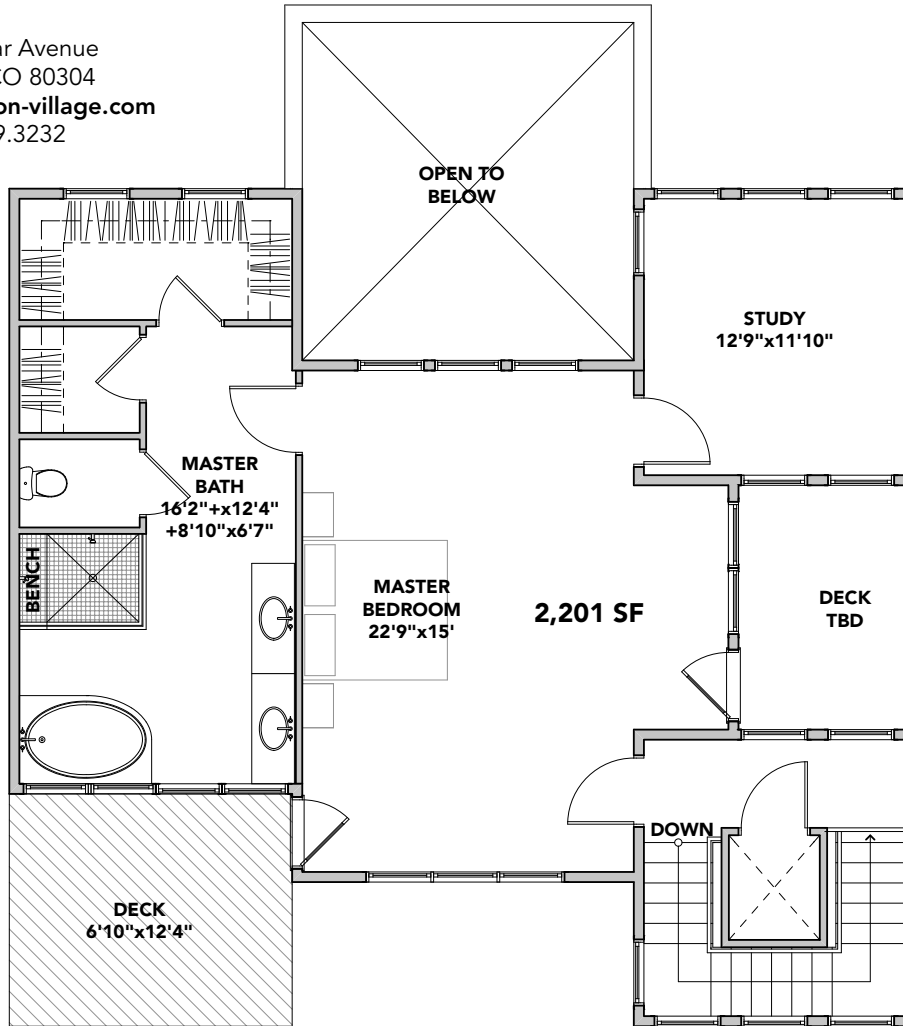 ar Avenue
CO 80304
on-village.com
9.3232
OPEN TO
BELOW
STUDY
12'9"x11'10"
MASTER
BATH
16'2"+x12'4"
+8'10"x6'7"
BENCH
MASTER
BEDROOM
22'9"x15'
2,201 SF
DECK
TBD
DOWN
DECK
6'10"x12'4"